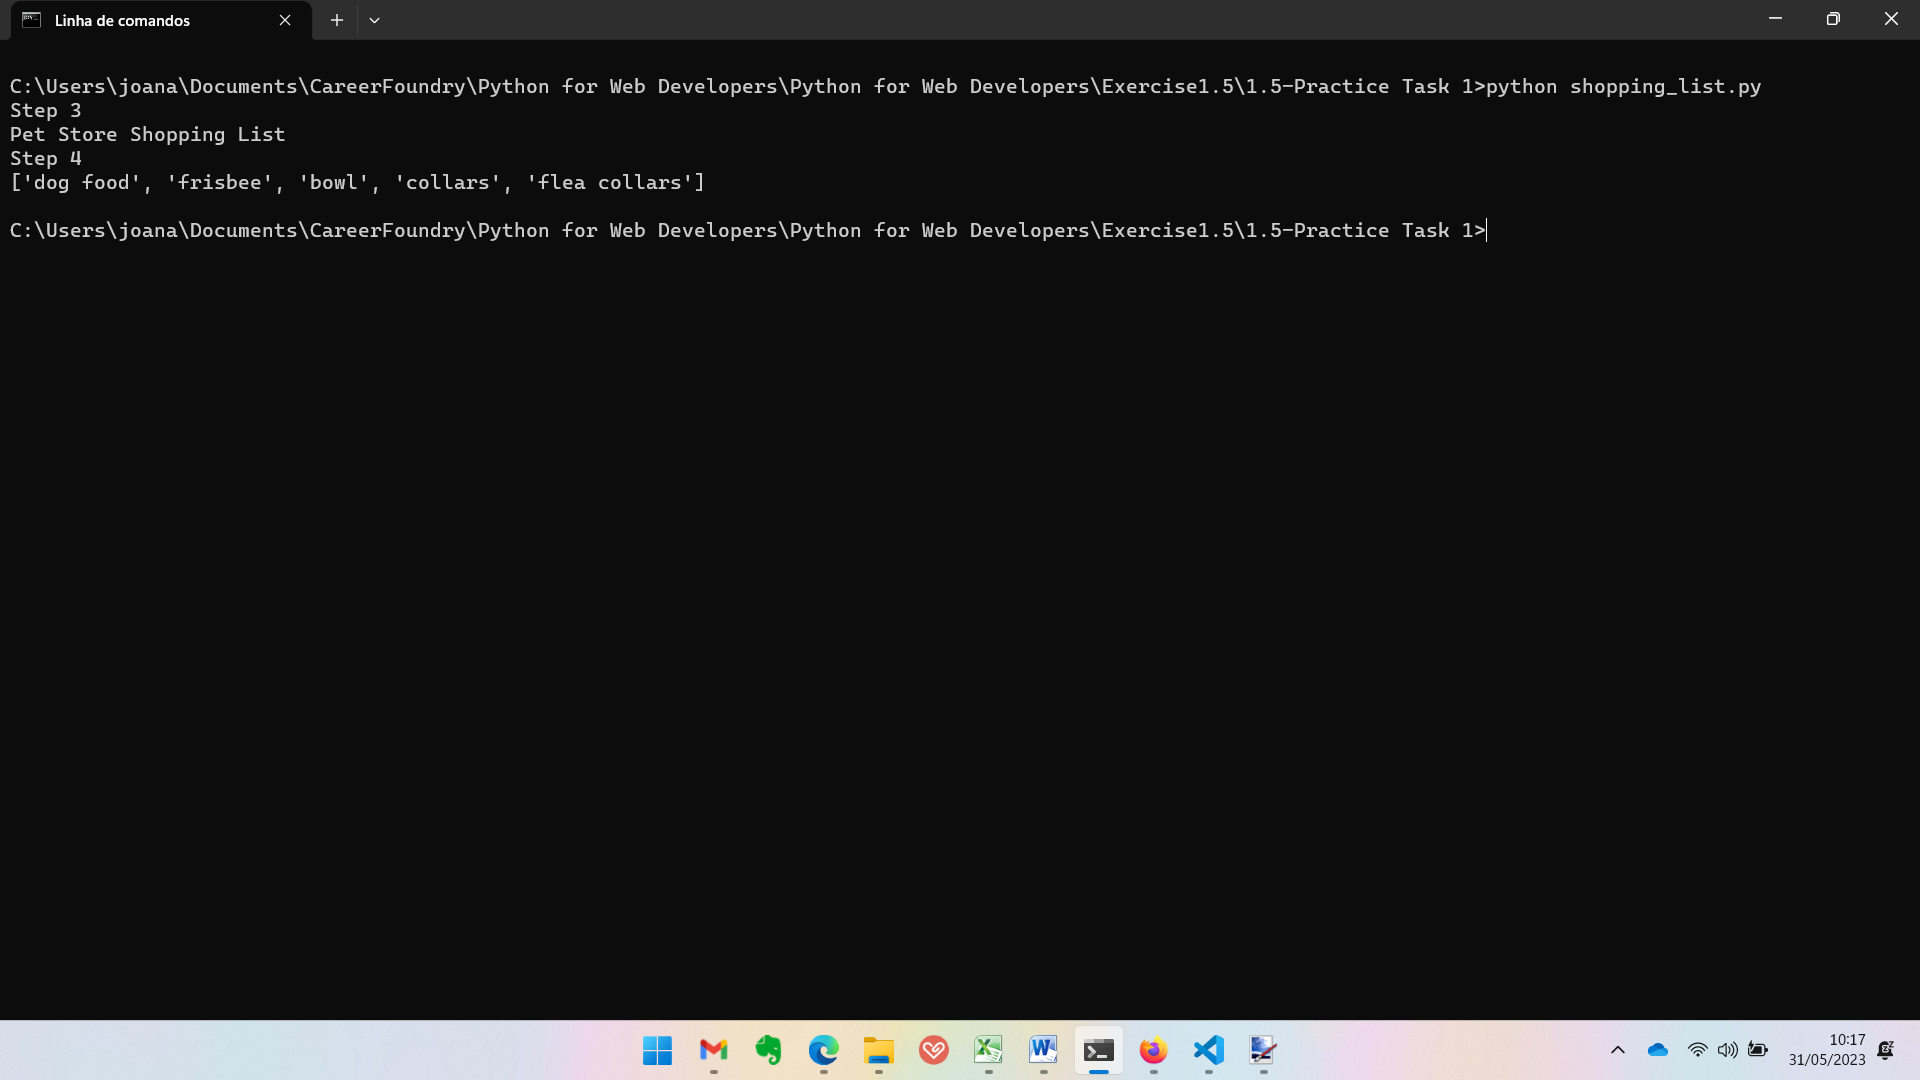 Linha de comandos
C:\Users\joana\Documents\CareerFoundry\Python for Web Developers\Python for Web Developers\Exercise1.5\1.5-Practice Task 1>python shopping_list.py
Step 3
Pet Store Shopping List
Step 4
['dog food', 'frisbee', 'bowl', 'collars', 'flea collars']
C:\Users\joana\Documents\CareerFoundry\Python for Web Developers\Python for Web Developers\Exercise1.5\1.5-Practice Task 1>
10:17
31/05/2023